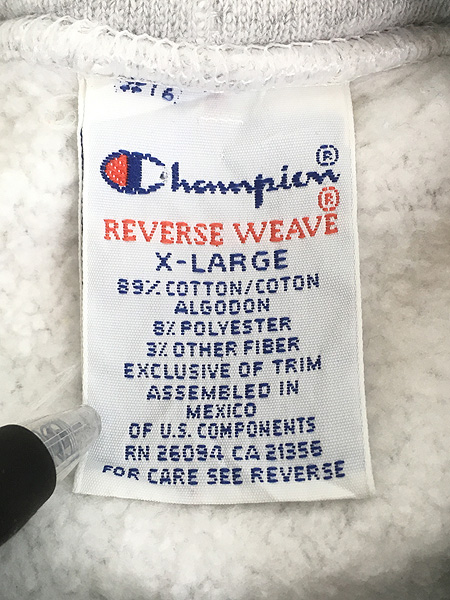 #16
Champion®
REVERSE WEAVE®
X-LARGE
89% COTTON/COTON
ALGODON
8% POLYESTER
3% OTHER FIBER
EXCLUSIVE OF TRIM
ASSEMBLED IN
MEXICO
OF U.S. COMPONENTS
RN 26094 CA 21356
FOR CARE SEE REVERSE